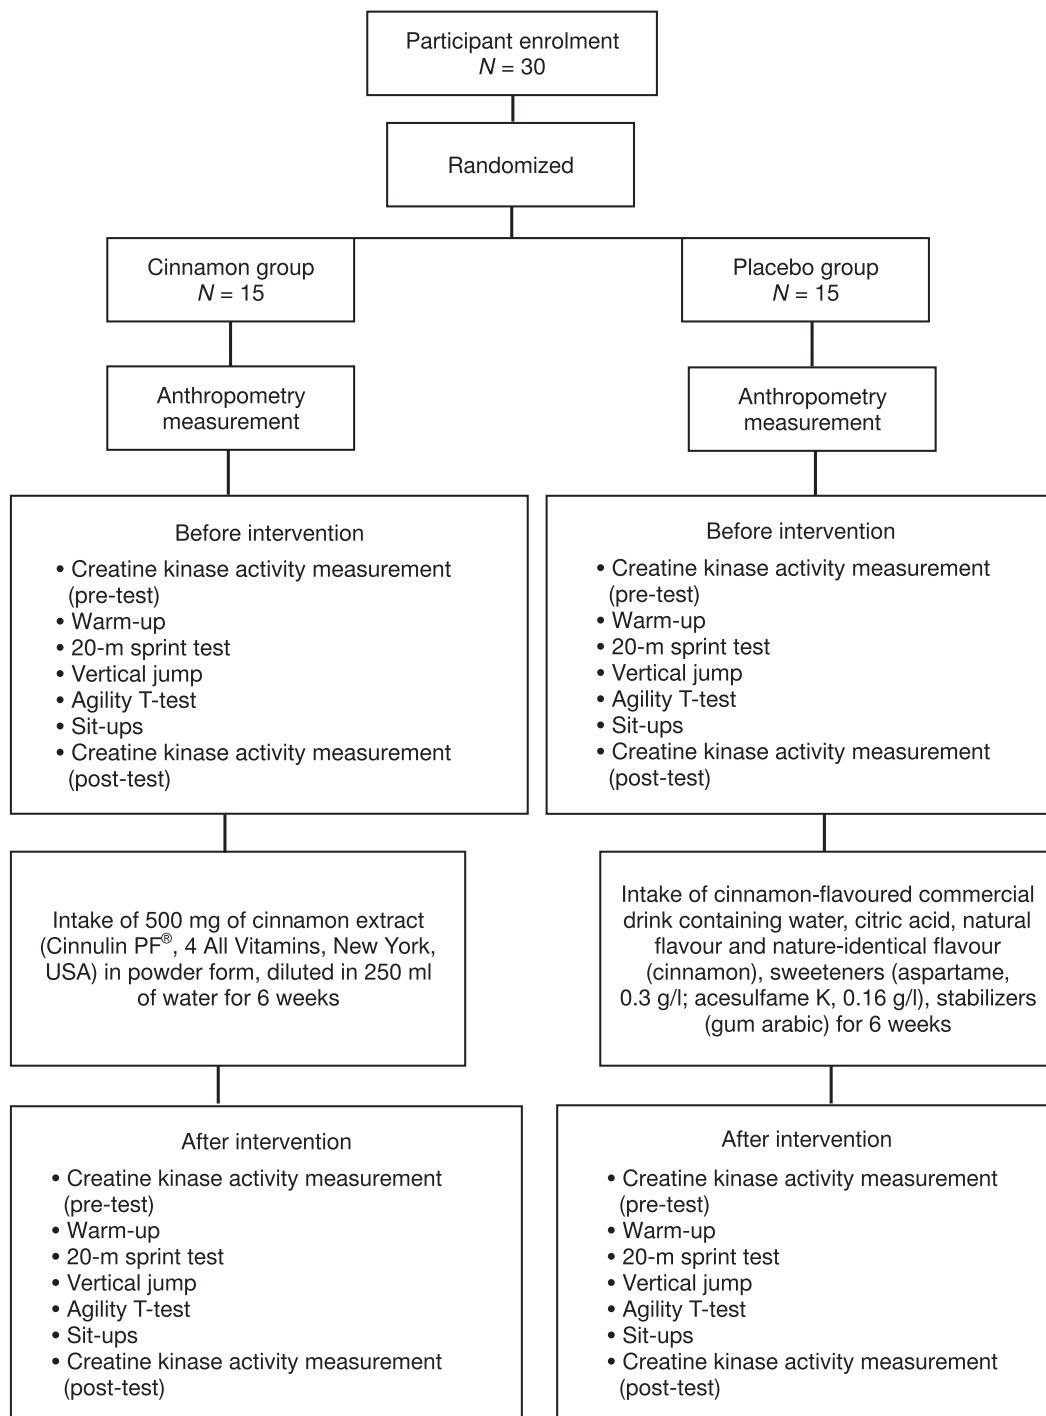 Participant enrolment
N = 30
Randomized
Cinnamon group
N = 15
Placebo group
N = 15
Anthropometry
measurement
Anthropometry
measurement
Before intervention
• Creatine kinase activity measurement
(pre-test)
• Warm-up
• 20-m sprint test
• Vertical jump
• Agility T-test
• Sit-ups
• Creatine kinase activity measurement
(post-test)
Before intervention
• Creatine kinase activity measurement
(pre-test)
• Warm-up
• 20-m sprint test
• Vertical jump
• Agility T-test
• Sit-ups
• Creatine kinase activity measurement
(post-test)
Intake of 500 mg of cinnamon extract
(Cinnulin PF®, 4 All Vitamins, New York,
USA) in powder form, diluted in 250 ml
of water for 6 weeks
Intake of cinnamon-flavoured commercial
drink containing water, citric acid, natural
flavour and nature-identical flavour
(cinnamon), sweeteners (aspartame,
0.3 g/l; acesulfame K, 0.16 g/l), stabilizers
(gum arabic) for 6 weeks
After intervention
• Creatine kinase activity measurement
(pre-test)
• Warm-up
• 20-m sprint test
• Vertical jump
• Agility T-test
• Sit-ups
• Creatine kinase activity measurement
(post-test)
After intervention
• Creatine kinase activity measurement
(pre-test)
• Warm-up
• 20-m sprint test
• Vertical jump
• Agility T-test
• Sit-ups
• Creatine kinase activity measurement
(post-test)